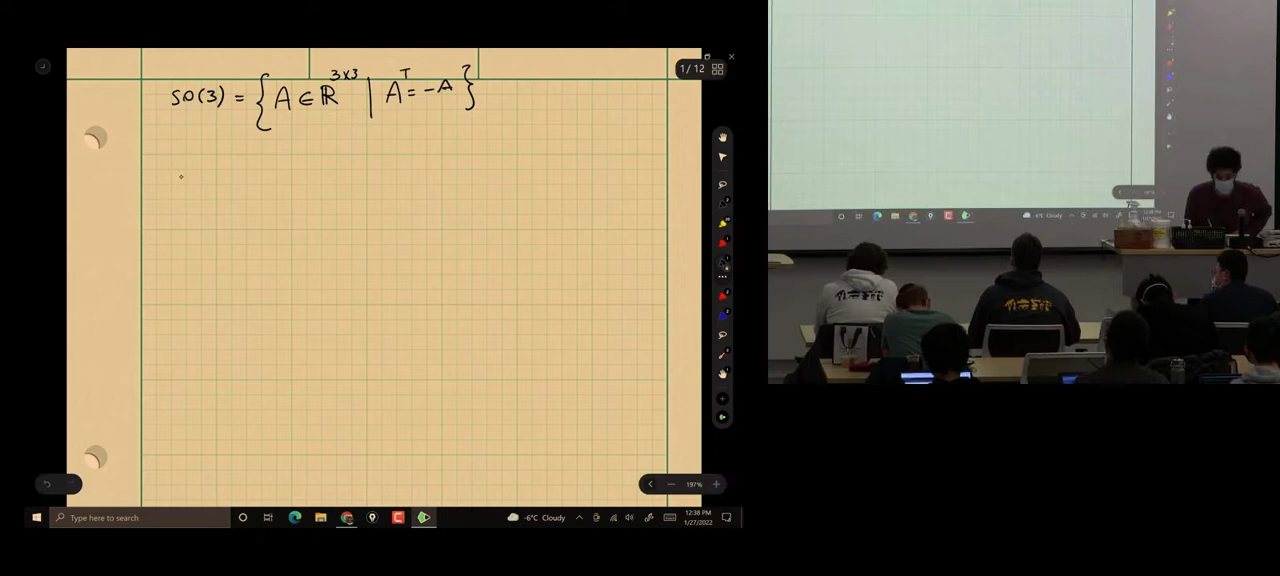 1 / 12
so(3) = { A ∈ ℝ^{3×3} | A^T = -A }
197%
Type here to search
-6°C Cloudy
12:38 PM
1/27/2022